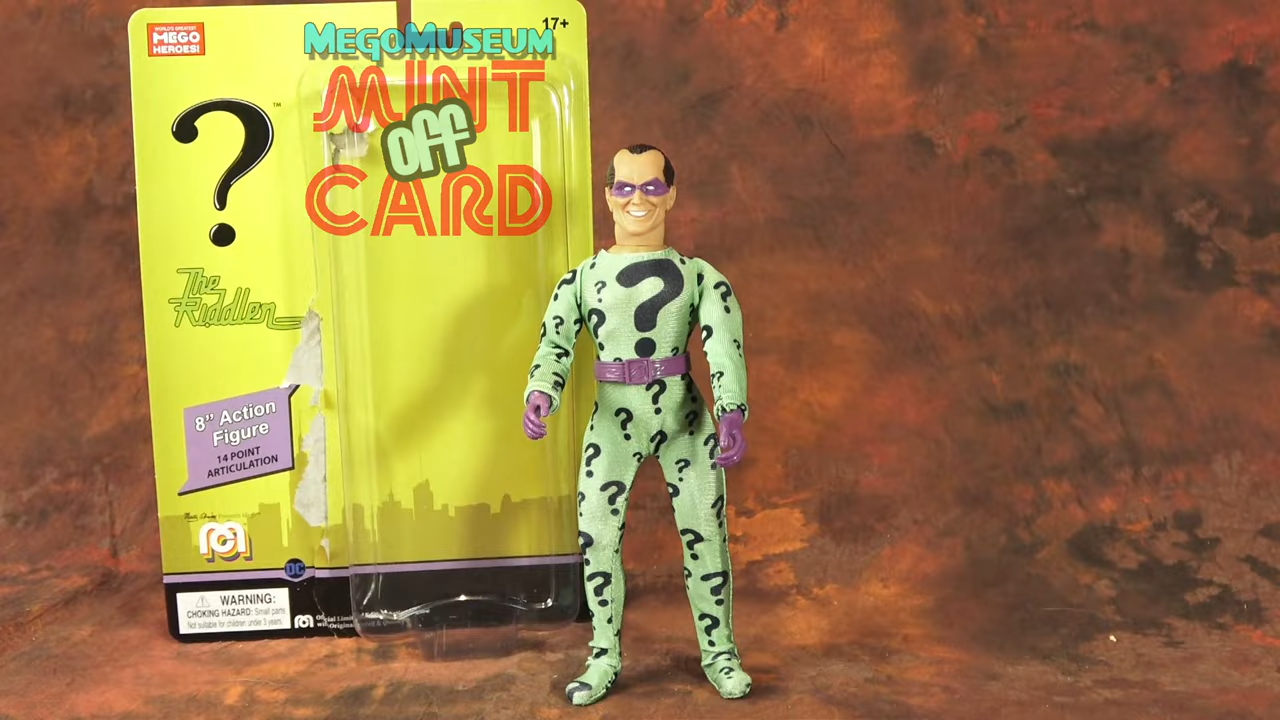 WORLD'S GREATEST
MEGO
HEROES!
17+
MegoMuseum
MINT
OFF
CARD
?
TM
The
Riddler
8” Action
Figure
14 POINT
ARTICULATION
DC
WARNING:
CHOKING HAZARD: Small parts
Not suitable for children under 3 years.
?